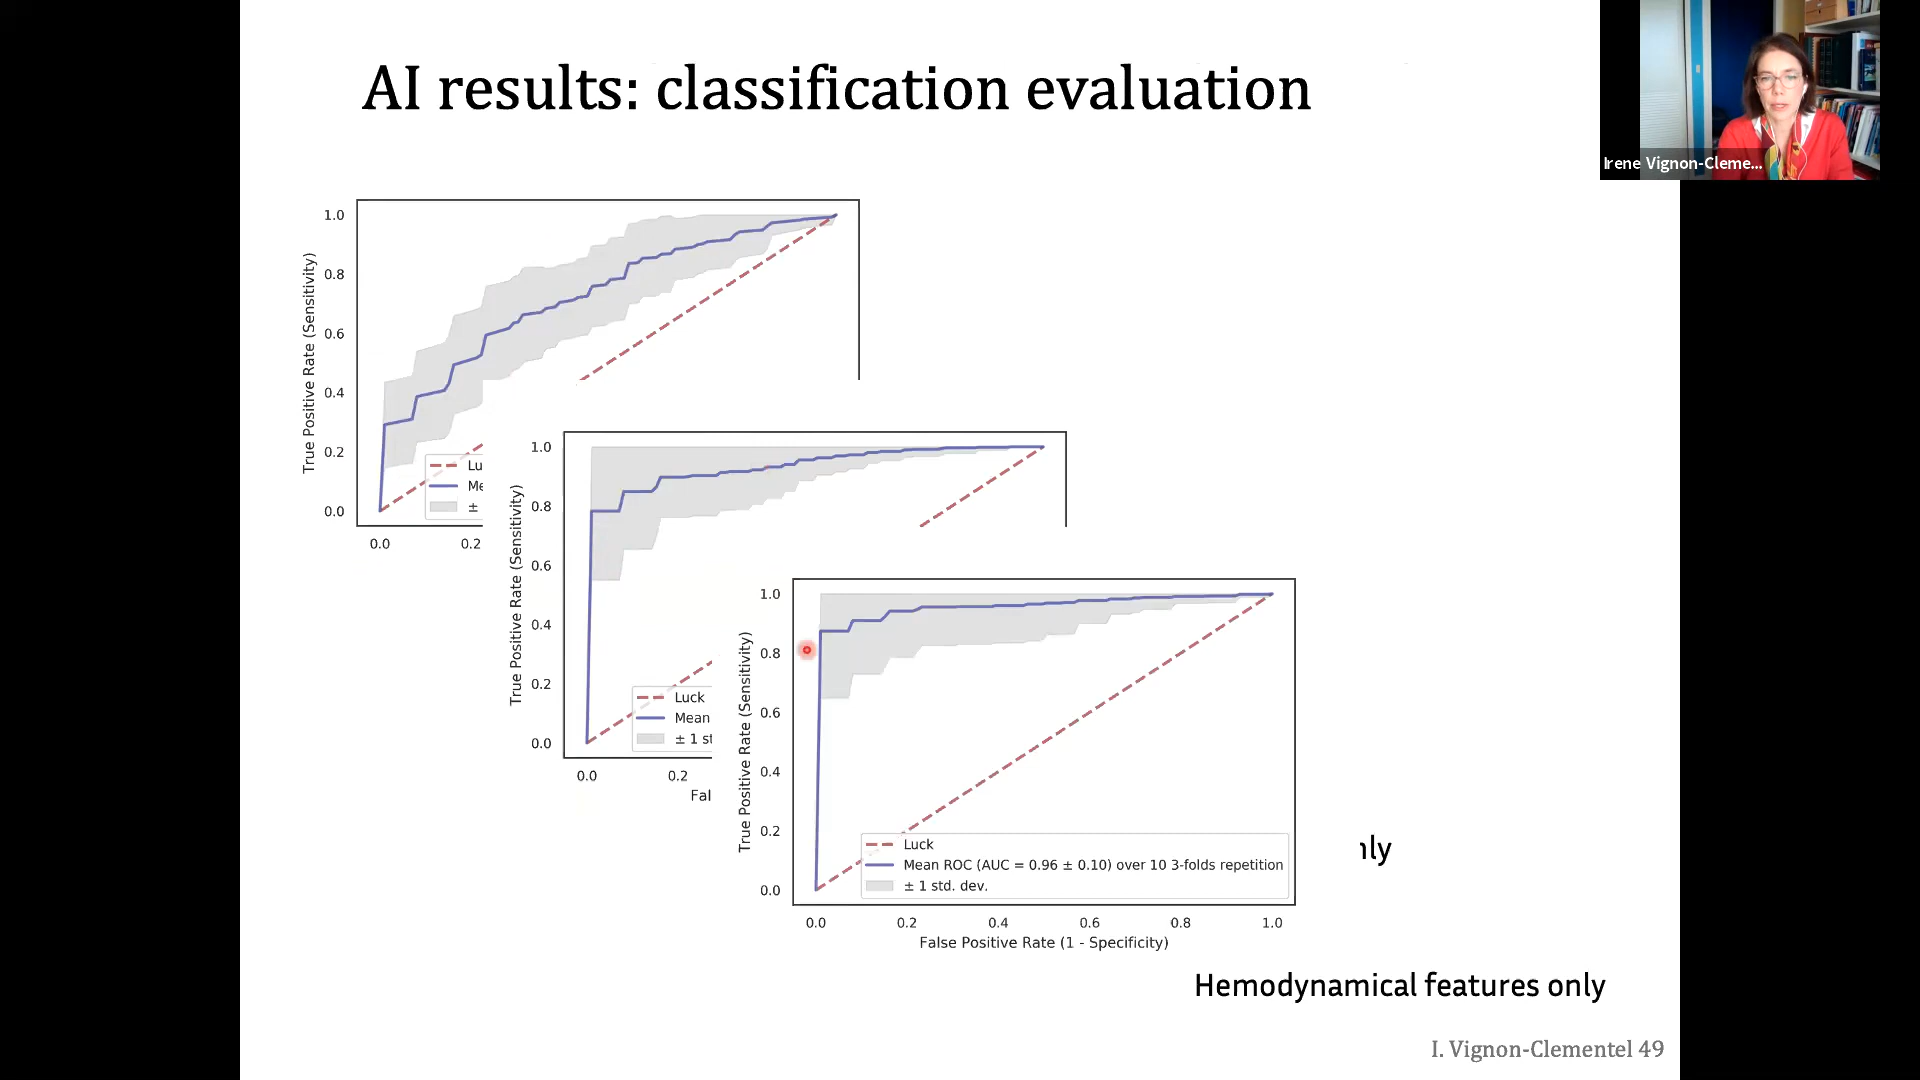 AI results: classification evaluation
Irene Vignon-Cleme...
True Positive Rate (Sensitivity)
1.0
0.8
0.6
0.4
0.2
0.0
0.0
0.2
±
True Positive Rate (Sensitivity)
1.0
0.8
0.6
0.4
0.2
0.0
Luck
Mean
± 1
0.0
0.2
True Positive Rate (Sensitivity)
1.0
0.8
0.6
0.4
0.2
0.0
Luck
Mean ROC (AUC = 0.96 ± 0.10) over 10 3-folds repetition
± 1 std. dev.
0.0
0.2
0.4
0.6
0.8
1.0
False Positive Rate (1 - Specificity)
Hemodynamical features only
I. Vignon-Clementel 49